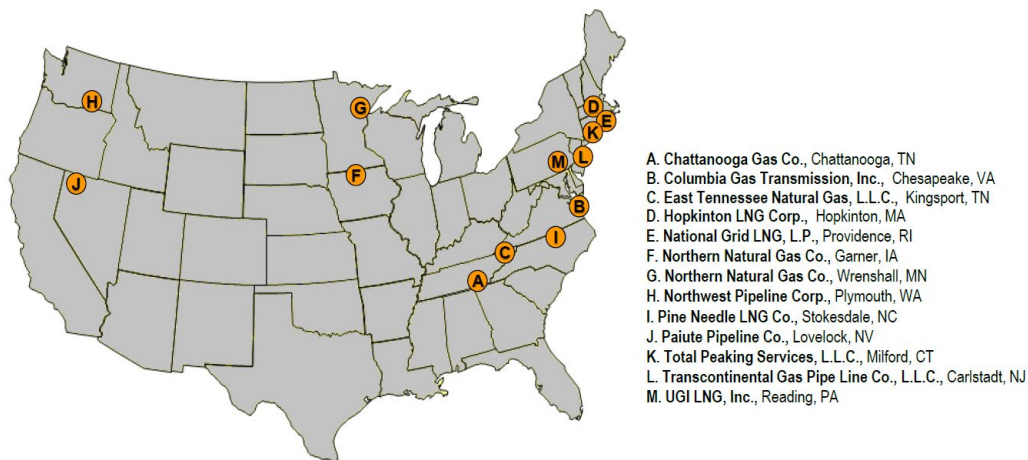 H
G
D
E
K
L
M
J
F
B
I
C
A
A. Chattanooga Gas Co., Chattanooga, TN
B. Columbia Gas Transmission, Inc., Chesapeake, VA
C. East Tennessee Natural Gas, L.L.C., Kingsport, TN
D. Hopkinton LNG Corp., Hopkinton, MA
E. National Grid LNG, L.P., Providence, RI
F. Northern Natural Gas Co., Garner, IA
G. Northern Natural Gas Co., Wrenshall, MN
H. Northwest Pipeline Corp., Plymouth, WA
I. Pine Needle LNG Co., Stokesdale, NC
J. Paiute Pipeline Co., Lovelock, NV
K. Total Peaking Services, L.L.C., Milford, CT
L. Transcontinental Gas Pipe Line Co., L.L.C., Carlstadt, NJ
M. UGI LNG, Inc., Reading, PA